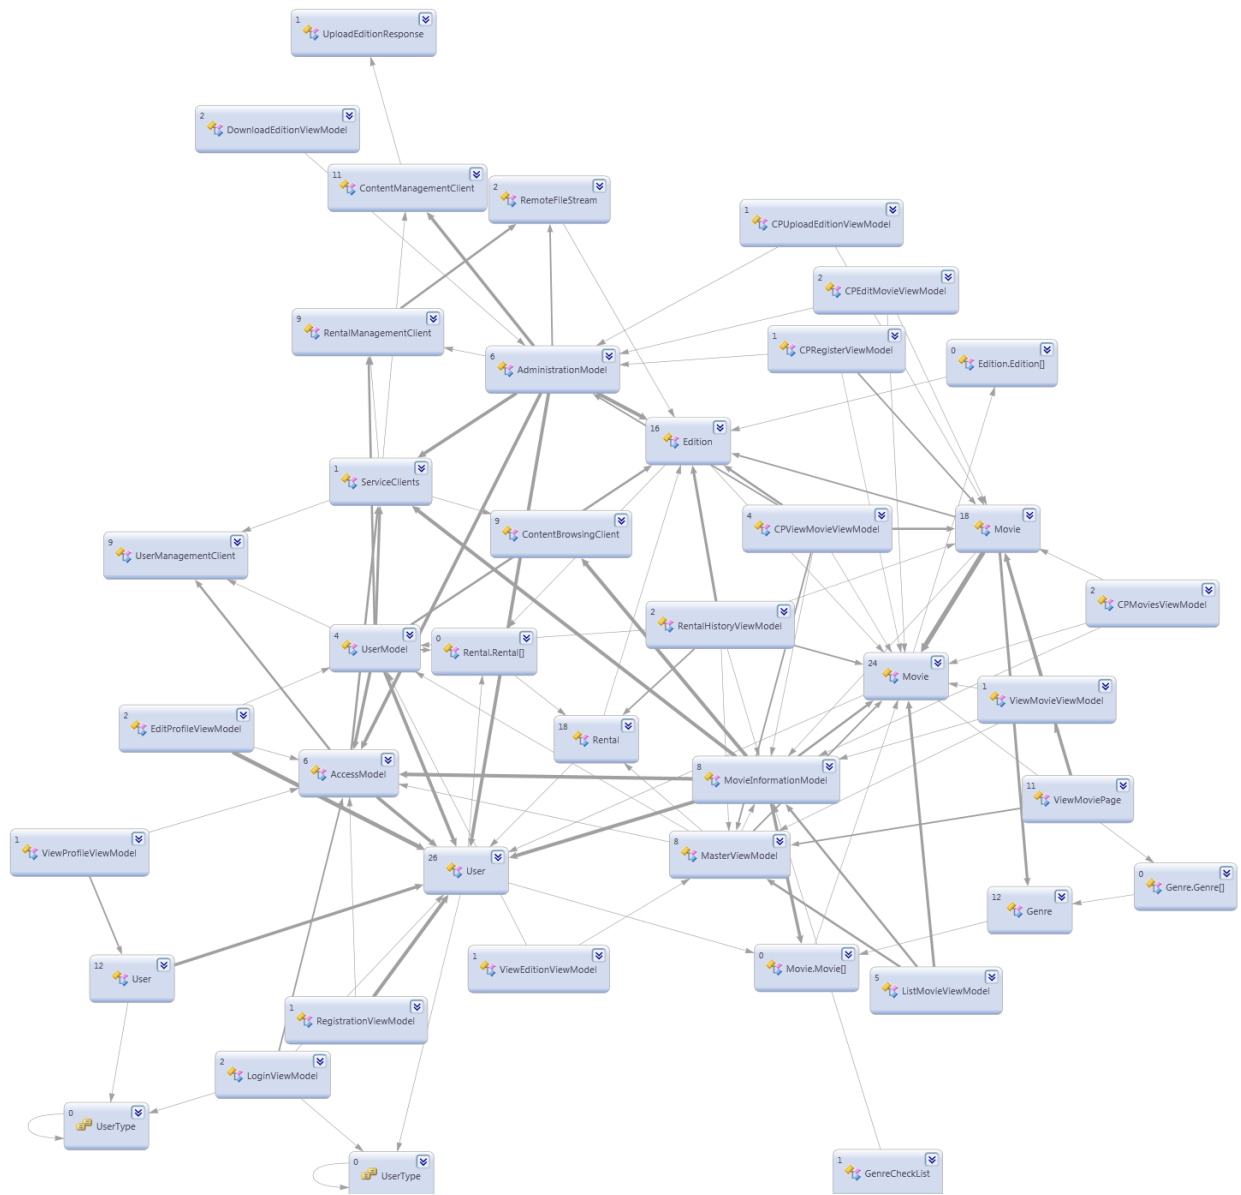 1 UploadEditionResponse
2 DownloadEditionViewModel
11 ContentManagementClient
2 RemoteFileStream
1 CPUploadEditionViewModel
2 CPEditMovieViewModel
9 RentalManagementClient
1 CPRegisterViewModel
6 AdministrationModel
0 Edition.Edition[]
16 Edition
1 ServiceClients
9 ContentBrowsingClient
4 CPViewMovieViewModel
18 Movie
9 UserManagementClient
2 CPMoviesViewModel
2 RentalHistoryViewModel
4 UserModel
0 Rental.Rental[]
24 Movie
1 ViewMovieViewModel
2 EditProfileViewModel
18 Rental
6 AccessModel
8 MovieInformationModel
11 ViewMoviePage
1 ViewProfileViewModel
26 User
8 MasterViewModel
0 Genre.Genre[]
12 Genre
12 User
1 ViewEditionViewModel
0 Movie.Movie[]
5 ListMovieViewModel
1 RegistrationViewModel
2 LoginViewModel
0 UserType
0 UserType
1 GenreCheckList